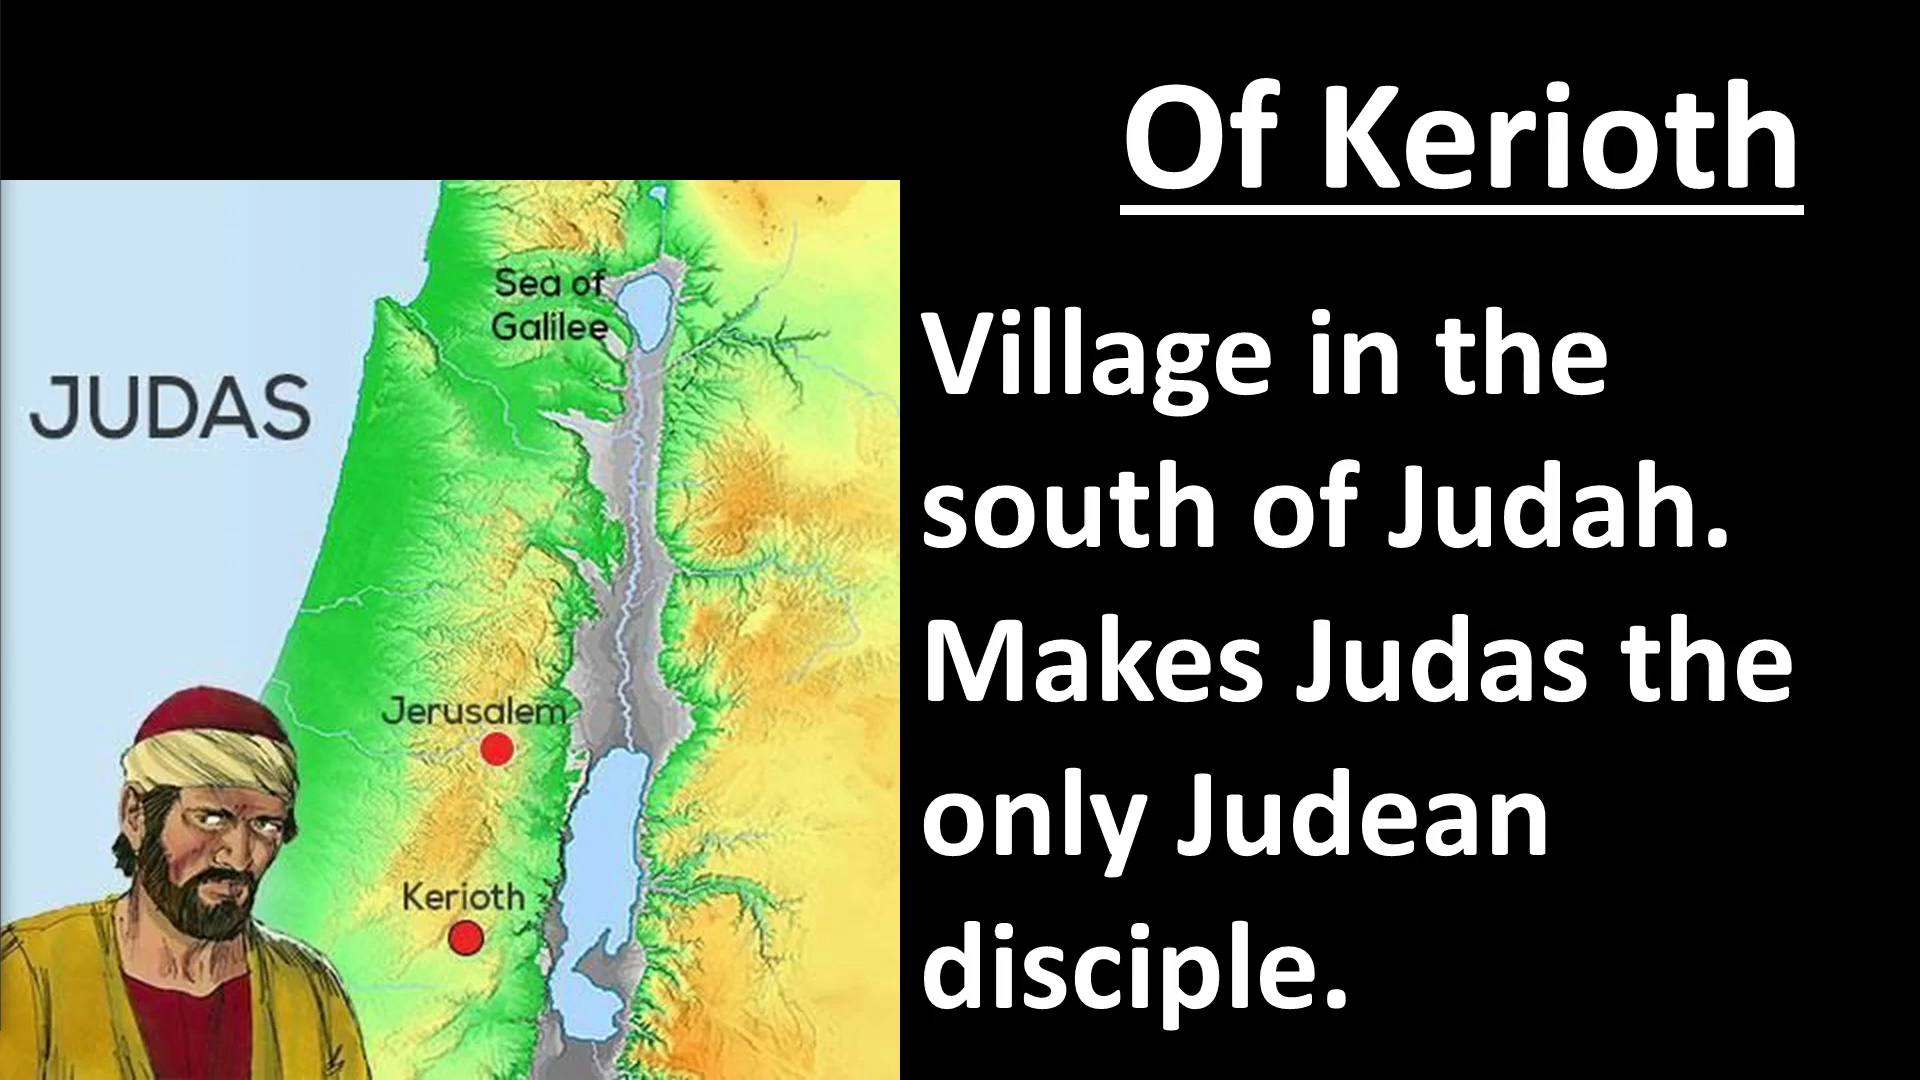 Of Kerioth
Sea of
Galilee
JUDAS
Jerusalem
Kerioth
Village in the
south of Judah.
Makes Judas the
only Judean
disciple.